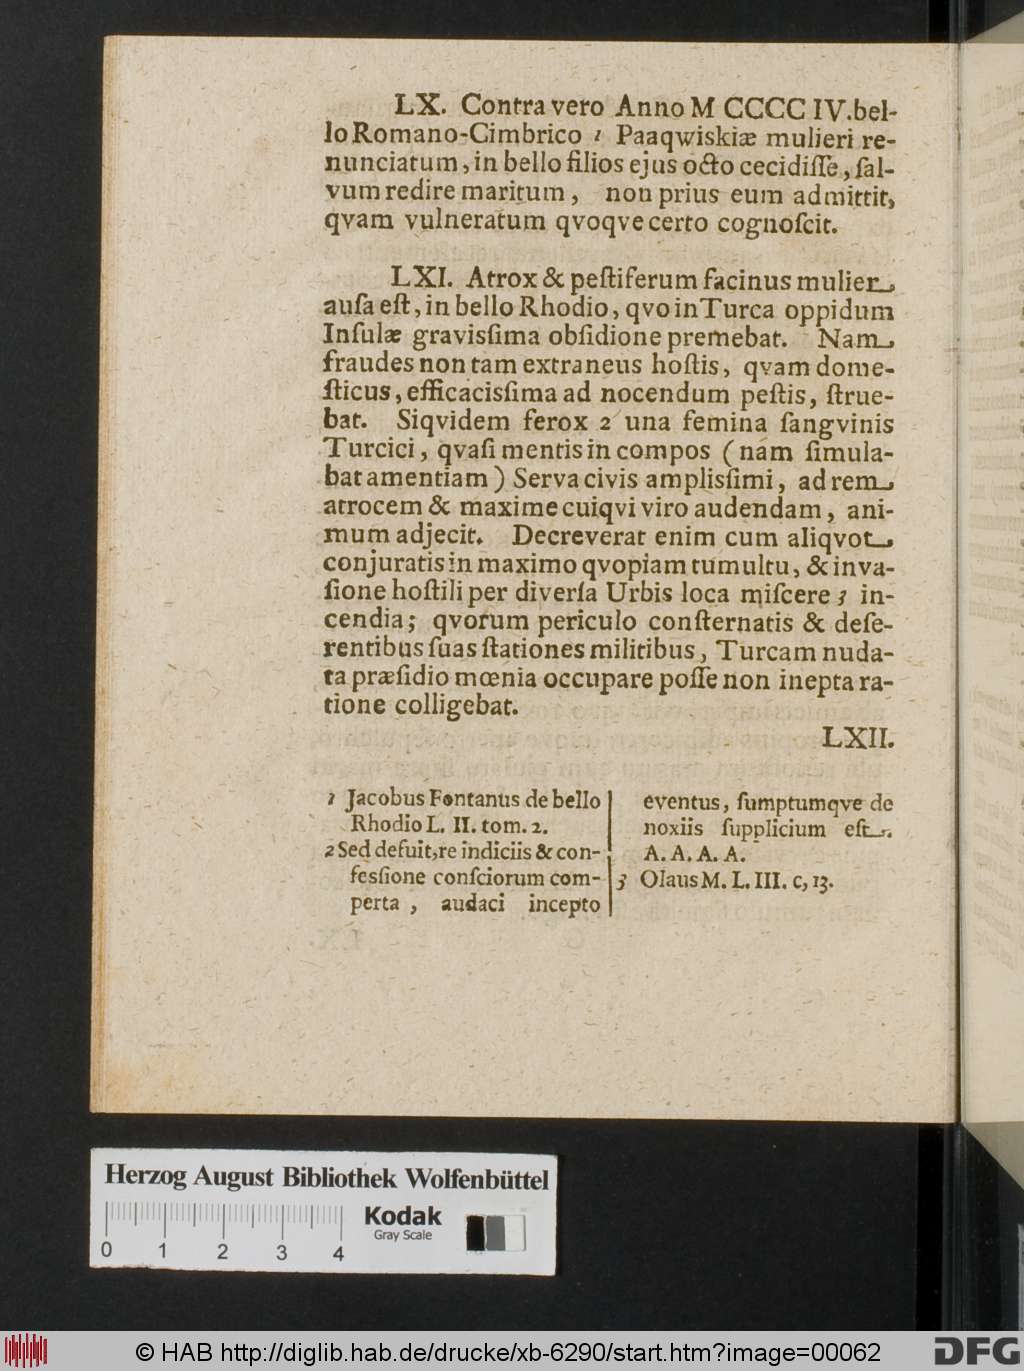 LX. Contra vero Anno M CCCC IV. bel-
lo Romano-Cimbrico 1 Paaqwiskiæ mulieri re-
nunciatum, in bello filios ejus octo cecidiſſe, ſal-
vum redire maritum, non prius eum admittit,
qvam vulneratum qvoqve certo cognoſcit.
LXI. Atrox & peſtiferum facinus mulier
auſa eſt, in bello Rhodio, qvo in Turca oppidum
Inſulæ gravisſima obſidione premebat. Nam
fraudes non tam extraneus hoſtis, qvam dome-
ſticus, efficacisſima ad nocendum peſtis, ſtrue-
bat. Siqvidem ferox 2 una femina ſangvinis
Turcici, qvaſi mentis in compos (nam ſimula-
bat amentiam) Serva civis amplisſimi, ad rem
atrocem & maxime cuiqvi viro audendam, ani-
mum adjecit. Decreverat enim cum aliqvot
conjuratis in maximo qvopiam tumultu, & inva-
ſione hoſtili per diverſa Urbis loca miſcere 3 in-
cendia; qvorum periculo conſternatis & deſe-
rentibus ſuas ſtationes militibus, Turcam nuda-
ta præſidio mœnia occupare poſſe non inepta ra-
tione colligebat.
LXII.
1 Jacobus Fontanus de bello
Rhodio L. II. tom. 2.
2 Sed defuit, re indiciis & con-
fesſione conſciorum com-
perta, audaci incepto
eventus, ſumptumqve de
noxiis ſupplicium eſt.
A. A. A. A.
3 Olaus M. L. III. c, 13.
Herzog August Bibliothek Wolfenbüttel
Kodak
Gray Scale
0 1 2 3 4
© HAB http://diglib.hab.de/drucke/xb-6290/start.htm?image=00062
DFG